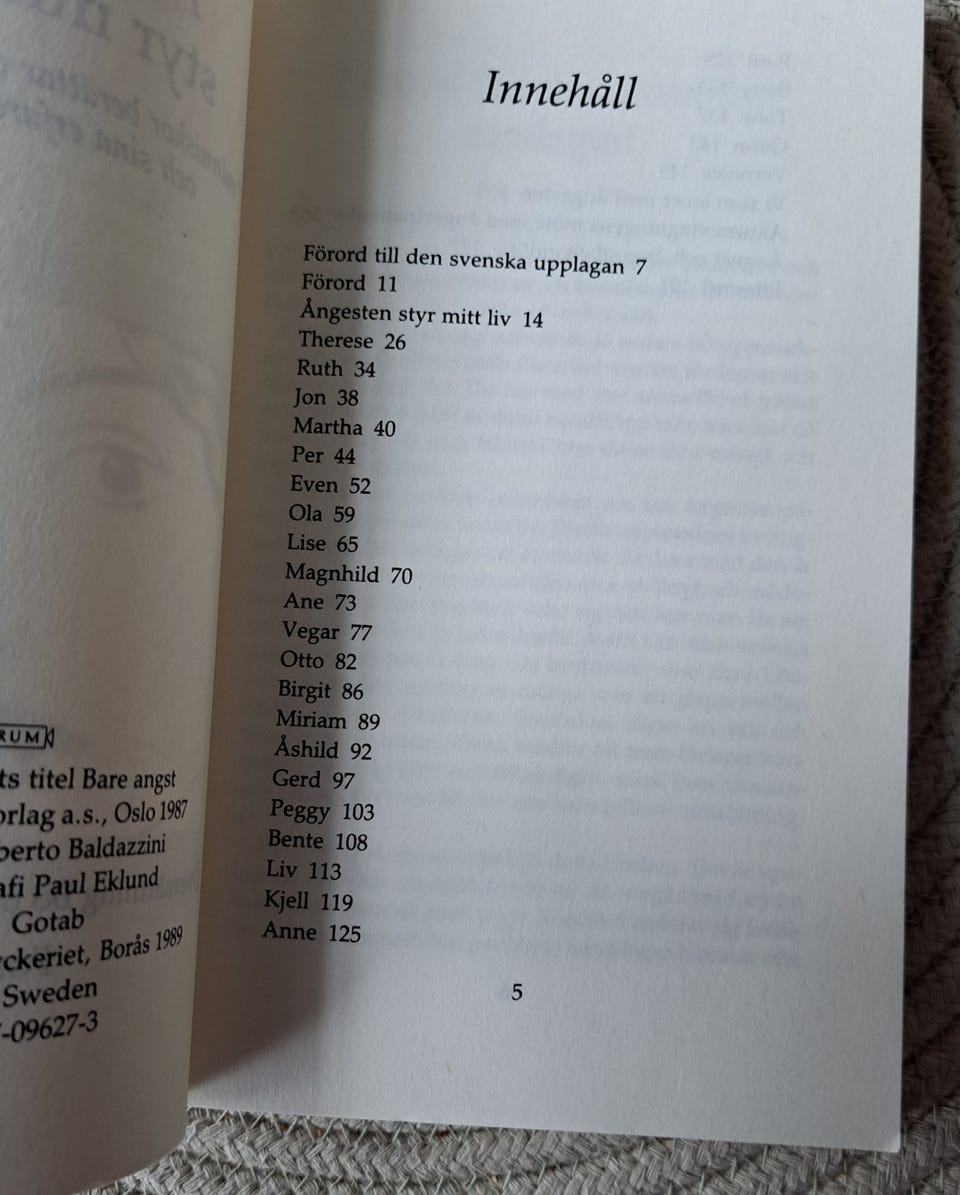 Innehåll
Förord till den svenska upplagan 7
Förord 11
Ångesten styr mitt liv 14
Therese 26
Ruth 34
Jon 38
Martha 40
Per 44
Even 52
Ola 59
Lise 65
Magnhild 70
Ane 73
Vegar 77
Otto 82
Birgit 86
Miriam 89
Åshild 92
Gerd 97
Peggy 103
Bente 108
Liv 113
Kjell 119
Anne 125
5
RUM
ts titel Bare angst
orlag a.s., Oslo 1987
berto Baldazzini
afi Paul Eklund
Gotab
ckeriet, Borås 1989
Sweden
-09627-3